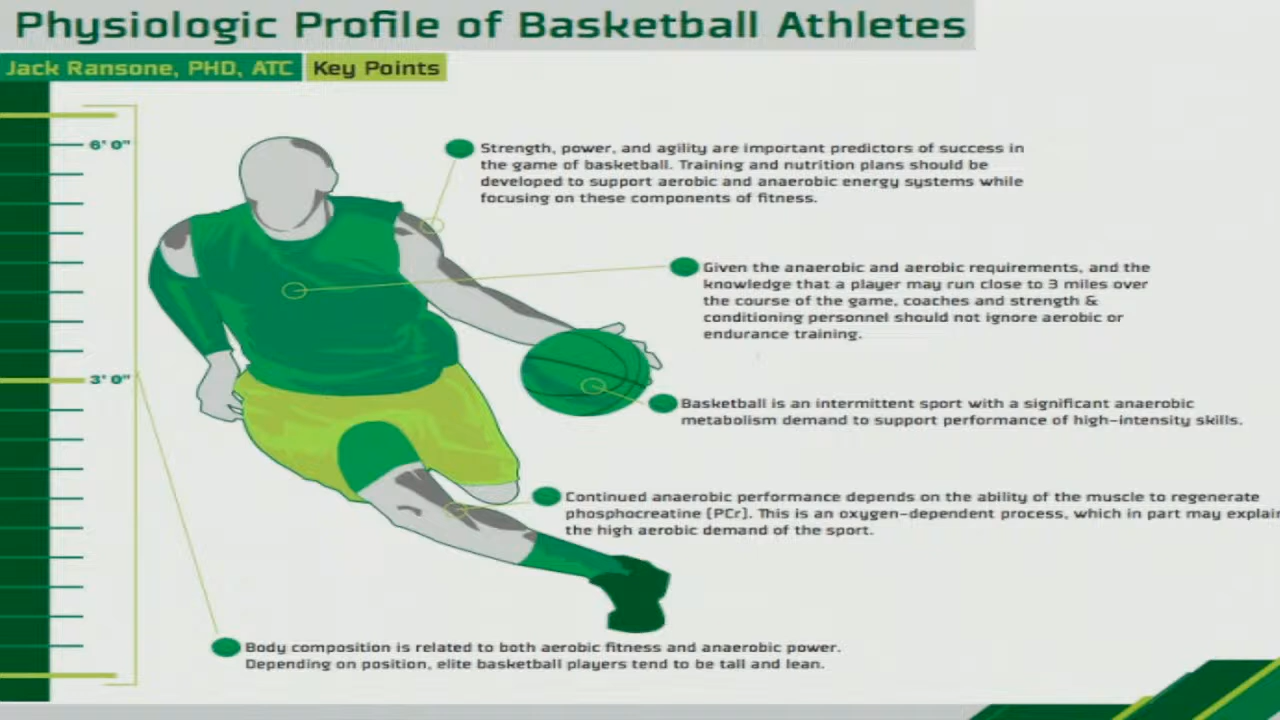 Physiologic Profile of Basketball Athletes
Jack Ransone, PHD, ATC Key Points
6' 0"
Strength, power, and agility are important predictors of success in
the game of basketball. Training and nutrition plans should be
developed to support aerobic and anaerobic energy systems while
focusing on these components of fitness.
Given the anaerobic and aerobic requirements, and the
knowledge that a player may run close to 3 miles over
the course of the game, coaches and strength &
conditioning personnel should not ignore aerobic or
endurance training.
3' 0"
Basketball is an intermittent sport with a significant anaerobic
metabolism demand to support performance of high-intensity skills.
Continued anaerobic performance depends on the ability of the muscle to regenerate
phosphocreatine (PCr). This is an oxygen-dependent process, which in part may explain
the high aerobic demand of the sport.
Body composition is related to both aerobic fitness and anaerobic power.
Depending on position, elite basketball players tend to be tall and lean.